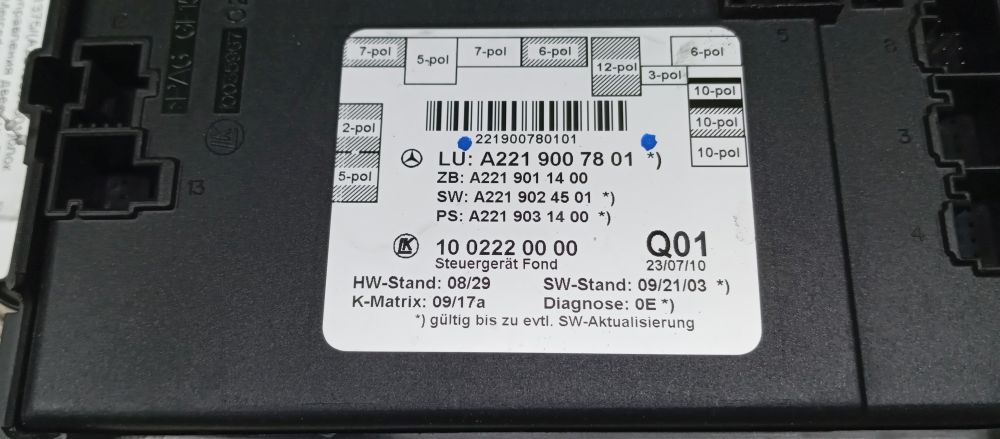 7-pol
5-pol
7-pol
6-pol
12-pol
3-pol
6-pol
10-pol
10-pol
10-pol
2-pol
5-pol
221900780101
LU: A221 900 78 01 *)
ZB: A221 901 14 00
SW: A221 902 45 01 *)
PS: A221 903 14 00 *)
LK 10 0222 00 00
Steuergerät Fond
Q01
23/07/10
HW-Stand: 08/29
SW-Stand: 09/21/03 *)
K-Matrix: 09/17a
Diagnose: 0E *)
*) gültig bis zu evtl. SW-Aktualisierung
13
5
3
4